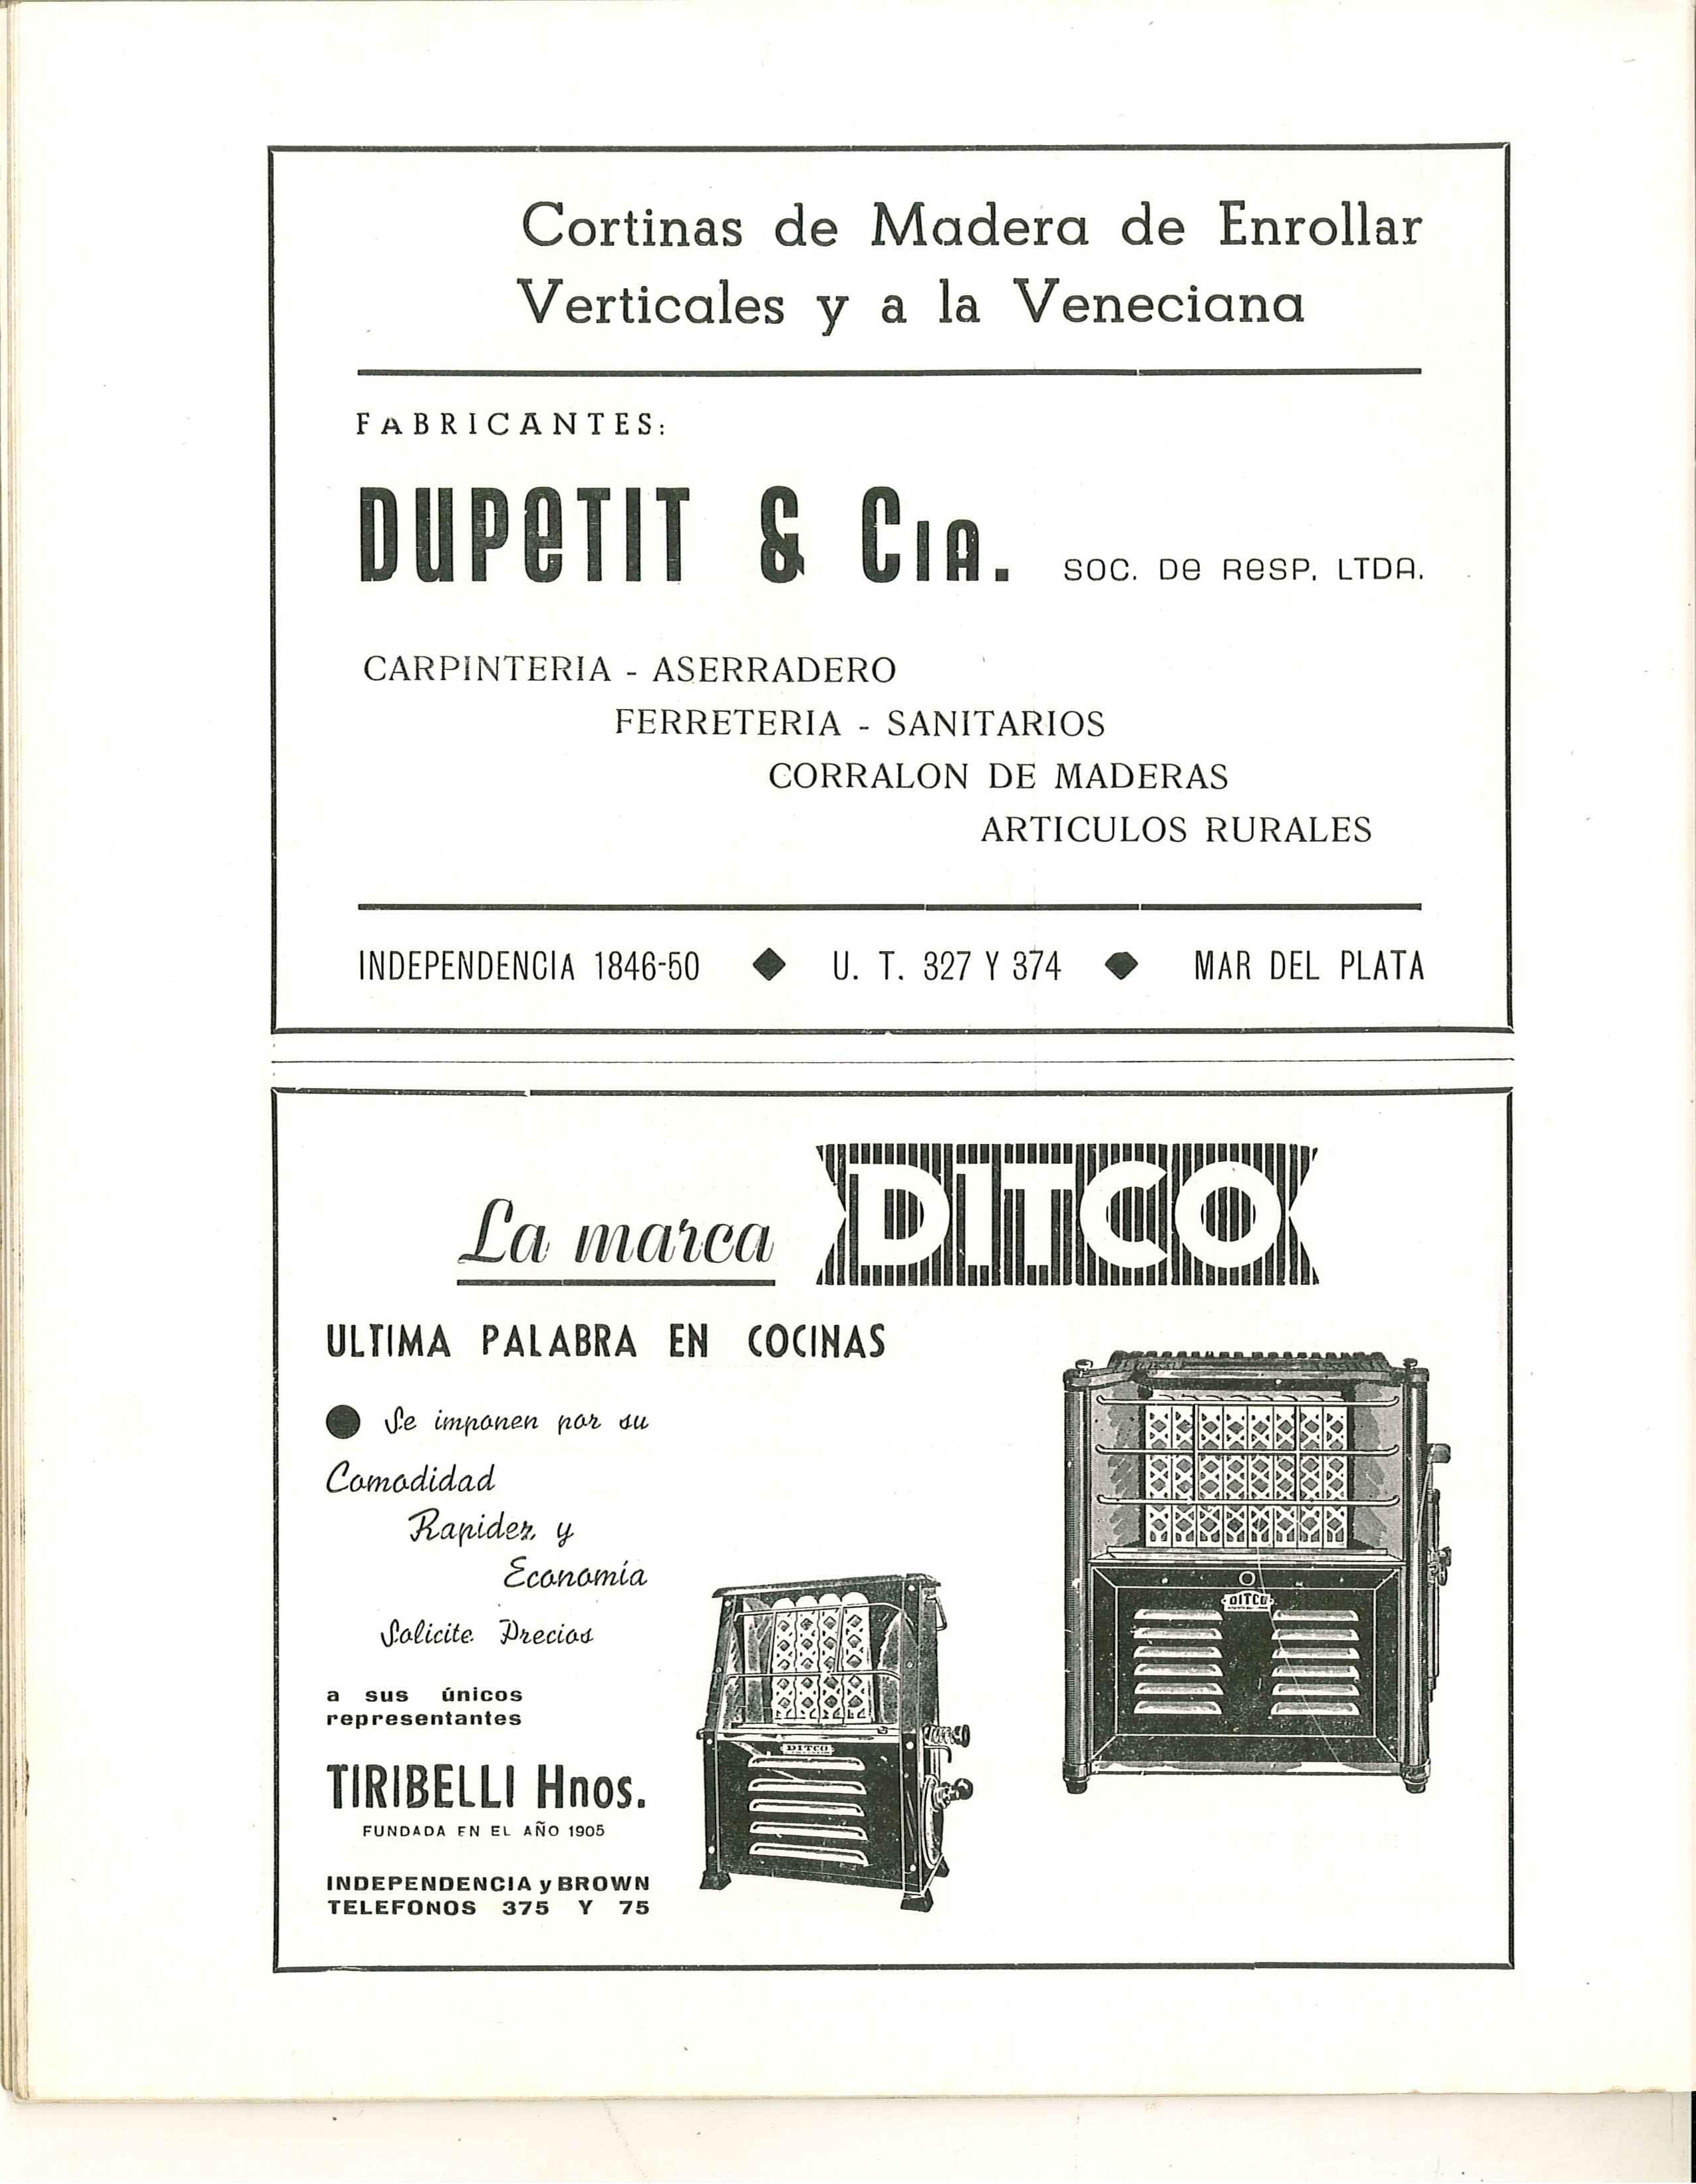 Cortinas de Madera de Enrollar
Verticales y a la Veneciana
FABRICANTES:
DUPETIT & CIA. SOC. DE RESP. LTDA.
CARPINTERIA - ASERRADERO
FERRETERIA - SANITARIOS
CORRALON DE MADERAS
ARTICULOS RURALES
INDEPENDENCIA 1846-50 ◆ U. T. 327 Y 374 ◆ MAR DEL PLATA
La marca DITCO
ULTIMA PALABRA EN COCINAS
● Se imponen por su
Comodidad
Rapidez y
Economía
Solicite Precios
a sus únicos
representantes
TIRIBELLI Hnos.
FUNDADA EN EL AÑO 1905
INDEPENDENCIA y BROWN
TELEFONOS 375 Y 75
DITCO
DITCO